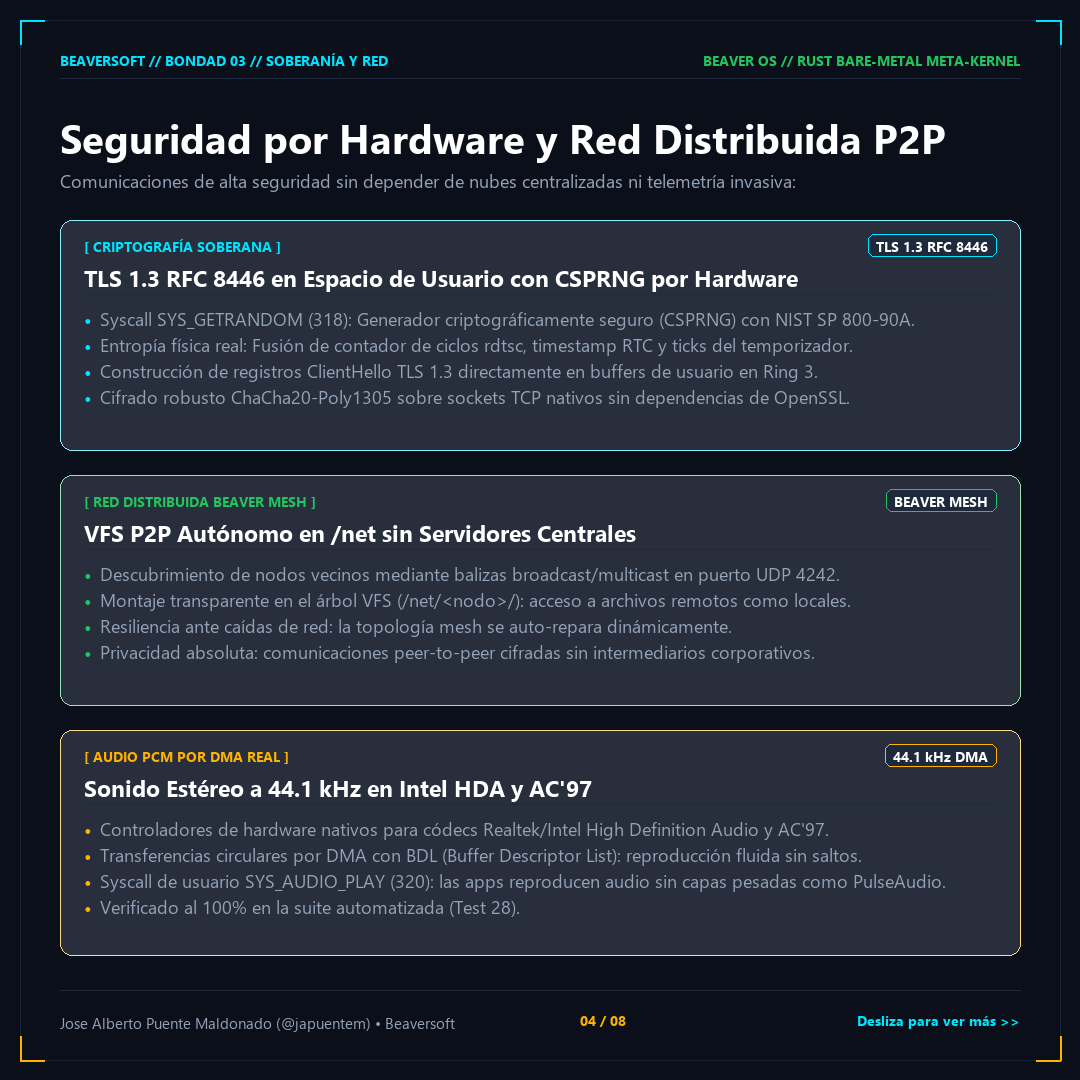 BEAVERSOFT // BONDAD 03 // SOBERANÍA Y RED
BEAVER OS // RUST BARE-METAL META-KERNEL
Seguridad por Hardware y Red Distribuida P2P
Comunicaciones de alta seguridad sin depender de nubes centralizadas ni telemetría invasiva:
[ CRIPTOGRAFÍA SOBERANA ]
TLS 1.3 RFC 8446
TLS 1.3 RFC 8446 en Espacio de Usuario con CSPRNG por Hardware
• Syscall SYS_GETRANDOM (318): Generador criptográficamente seguro (CSPRNG) con NIST SP 800-90A.
• Entropía física real: Fusión de contador de ciclos rdtsc, timestamp RTC y ticks del temporizador.
• Construcción de registros ClientHello TLS 1.3 directamente en buffers de usuario en Ring 3.
• Cifrado robusto ChaCha20-Poly1305 sobre sockets TCP nativos sin dependencias de OpenSSL.
[ RED DISTRIBUIDA BEAVER MESH ]
BEAVER MESH
VFS P2P Autónomo en /net sin Servidores Centrales
• Descubrimiento de nodos vecinos mediante balizas broadcast/multicast en puerto UDP 4242.
• Montaje transparente en el árbol VFS (/net/<nodo>/): acceso a archivos remotos como locales.
• Resiliencia ante caídas de red: la topología mesh se auto-repara dinámicamente.
• Privacidad absoluta: comunicaciones peer-to-peer cifradas sin intermediarios corporativos.
[ AUDIO PCM POR DMA REAL ]
44.1 kHz DMA
Sonido Estéreo a 44.1 kHz en Intel HDA y AC'97
• Controladores de hardware nativos para códecs Realtek/Intel High Definition Audio y AC'97.
• Transferencias circulares por DMA con BDL (Buffer Descriptor List): reproducción fluida sin saltos.
• Syscall de usuario SYS_AUDIO_PLAY (320): las apps reproducen audio sin capas pesadas como PulseAudio.
• Verificado al 100% en la suite automatizada (Test 28).
Jose Alberto Puente Maldonado (@japuentem) • Beaversoft
04 / 08
Desliza para ver más >>